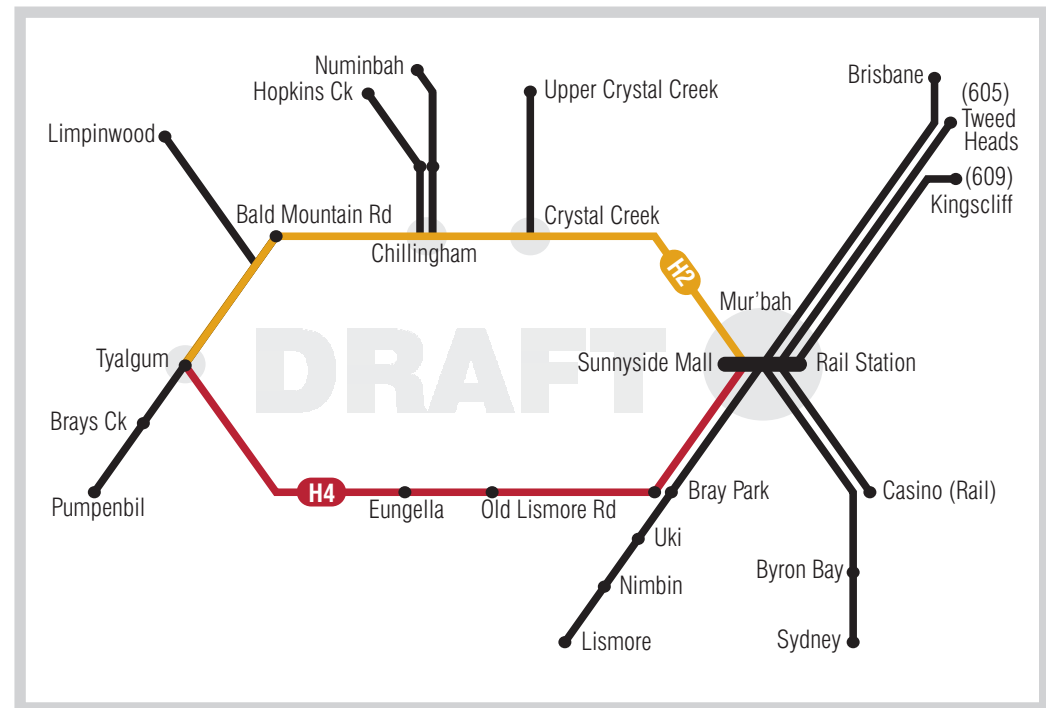 Numinbah
Hopkins Ck
Upper Crystal Creek
Brisbane
(605)
Tweed
Heads
Limpinwood
(609)
Kingscliff
Bald Mountain Rd
Crystal Creek
Chillingham
H2
Mur'bah
DRAFT
Tyalgum
Sunnyside Mall
Rail Station
Brays Ck
Pumpenbil
H4
Eungella
Old Lismore Rd
Bray Park
Casino (Rail)
Uki
Byron Bay
Nimbin
Lismore
Sydney